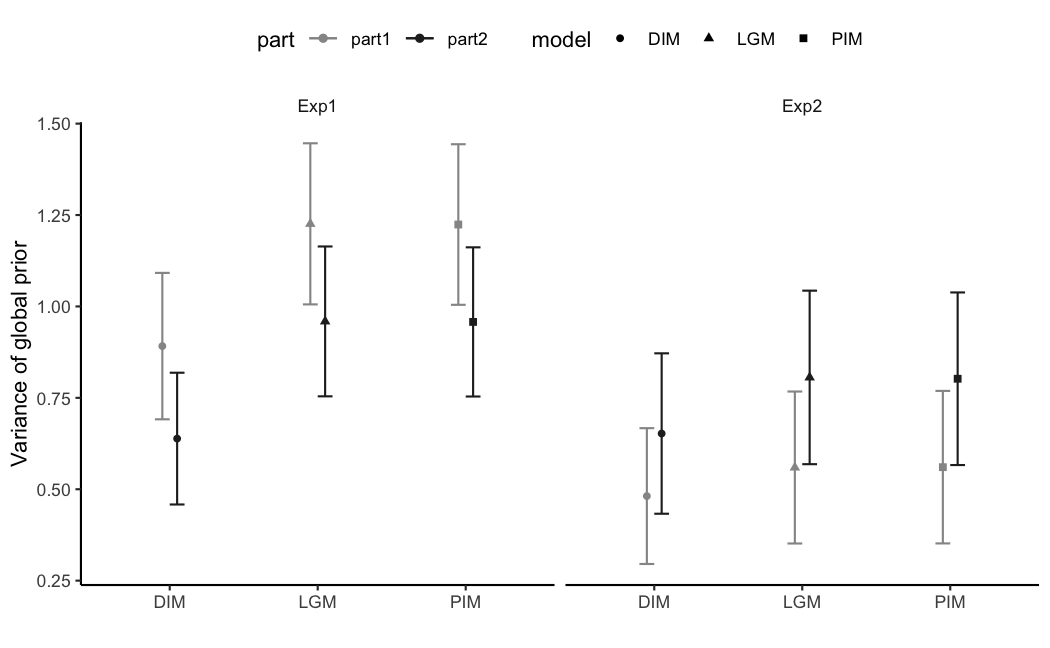 part part1 part2 model DIM LGM PIM
Exp1 Exp2
Variance of global prior
1.50
1.25
1.00
0.75
0.50
0.25
DIM LGM PIM DIM LGM PIM